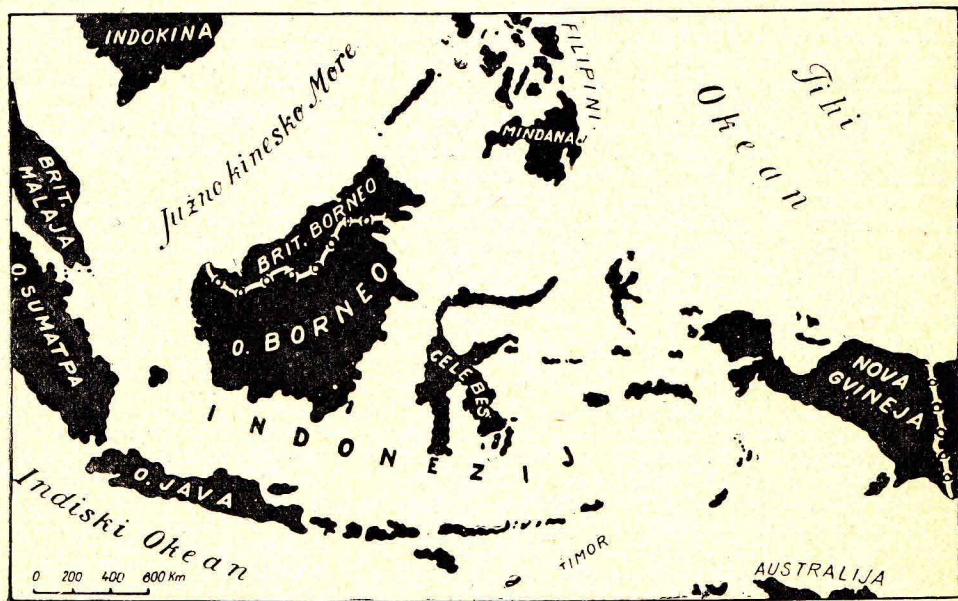 INDOKINA
FILIPINI
Tihi
Okean
Južno kinesko More
MINDANAJ
BRIT.
MALAJA
BRIT. BORNEO
O. SUMATPA
O. BORNEO
CELEBES
NOVA
GVINEJA
INDONEZIJ
O. JAVA
Indiski Okean
TIMOR
AUSTRALIJA
0 200 400 600 Km